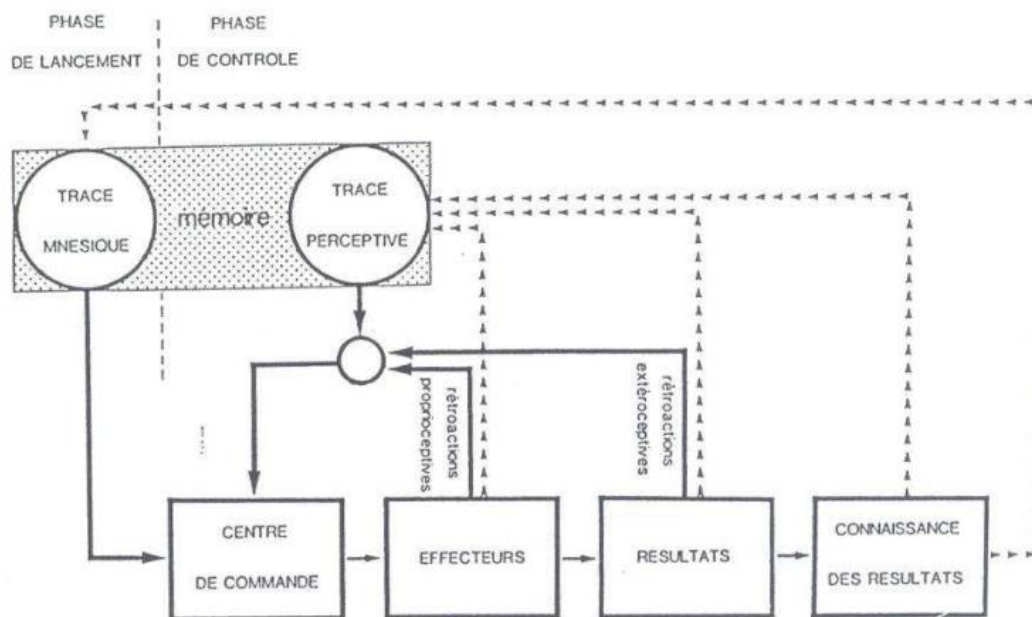 PHASE
DE LANCEMENT
PHASE
DE CONTROLE
TRACE
MNESIQUE
mémoire
TRACE
PERCEPTIVE
rétroactions
proprioceptives
rétroactions
extéroceptives
CENTRE
DE COMMANDE
EFFECTEURS
RESULTATS
CONNAISSANCE
DES RESULTATS